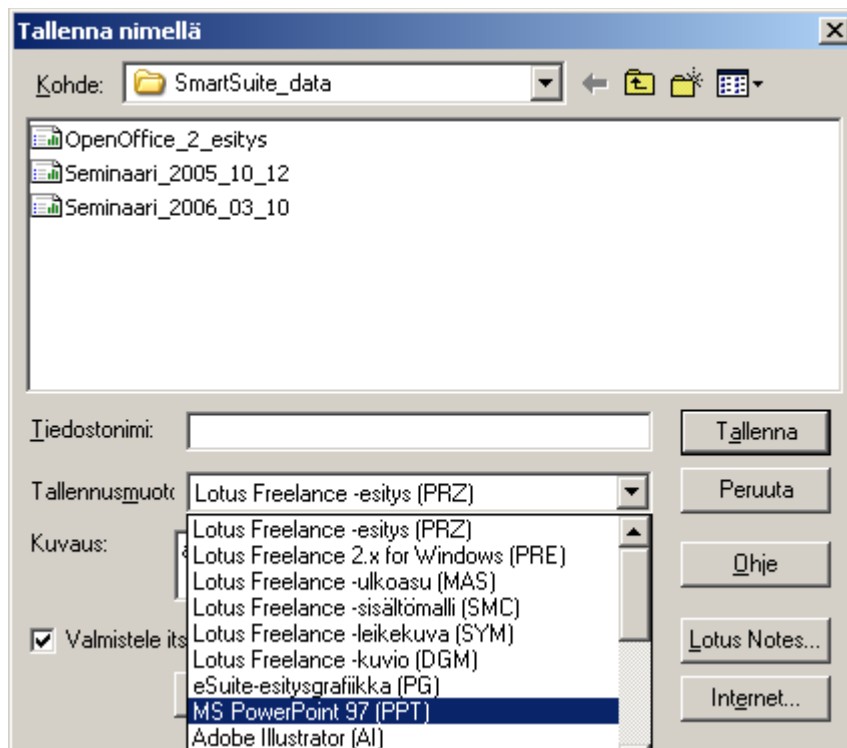 Tallenna nimellä
Kohde: SmartSuite_data
OpenOffice_2_esitys
Seminaari_2005_10_12
Seminaari_2006_03_10
Tiedostonimi:
Tallenna
Tallennusmuoto Lotus Freelance -esitys (PRZ)
Peruuta
Kuvaus:
Lotus Freelance -esitys (PRZ)
Lotus Freelance 2.x for Windows (PRE)
Lotus Freelance -ulkoasu (MAS)
Lotus Freelance -sisältömalli (SMC)
Lotus Freelance -leikekuva (SYM)
Lotus Freelance -kuvio (DGM)
eSuite-esitysgrafiikka (PG)
MS PowerPoint 97 (PPT)
Adobe Illustrator (AI)
Ohje
Valmistele its
Lotus Notes...
Internet...